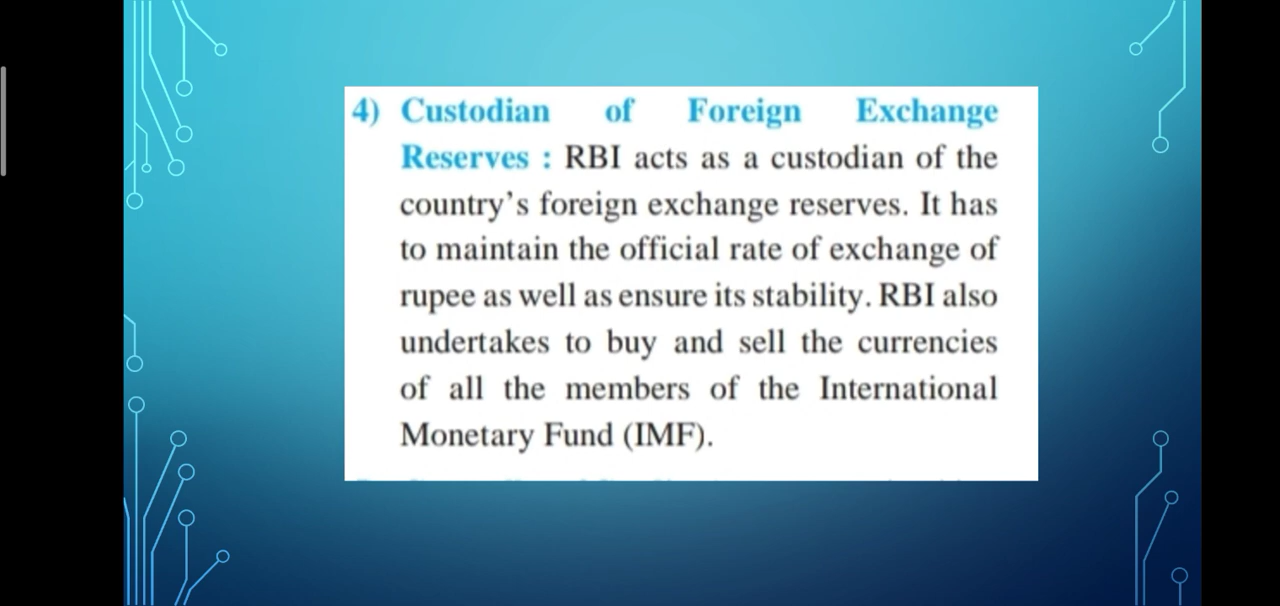 4) Custodian of Foreign Exchange
Reserves : RBI acts as a custodian of the
country’s foreign exchange reserves. It has
to maintain the official rate of exchange of
rupee as well as ensure its stability. RBI also
undertakes to buy and sell the currencies
of all the members of the International
Monetary Fund (IMF).